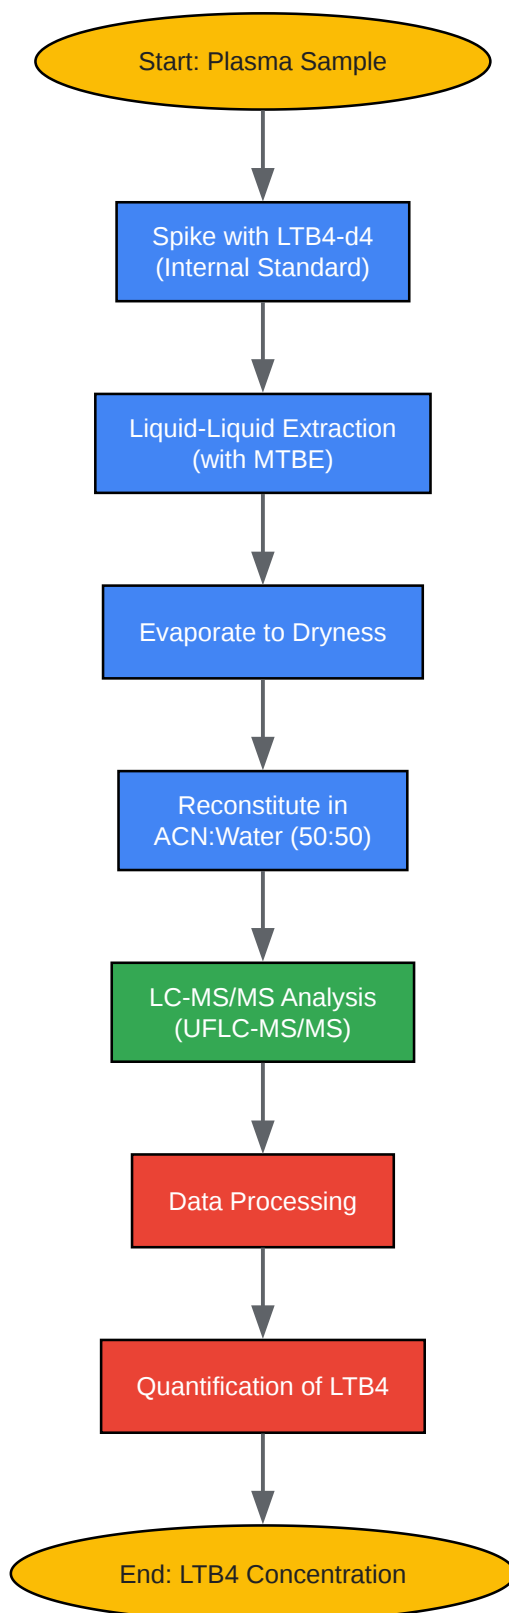 Start: Plasma Sample
Spike with LTB4-d4
(Internal Standard)
Liquid-Liquid Extraction
(with MTBE)
Evaporate to Dryness
Reconstitute in
ACN:Water (50:50)
LC-MS/MS Analysis
(UFLC-MS/MS)
Data Processing
Quantification of LTB4
End: LTB4 Concentration